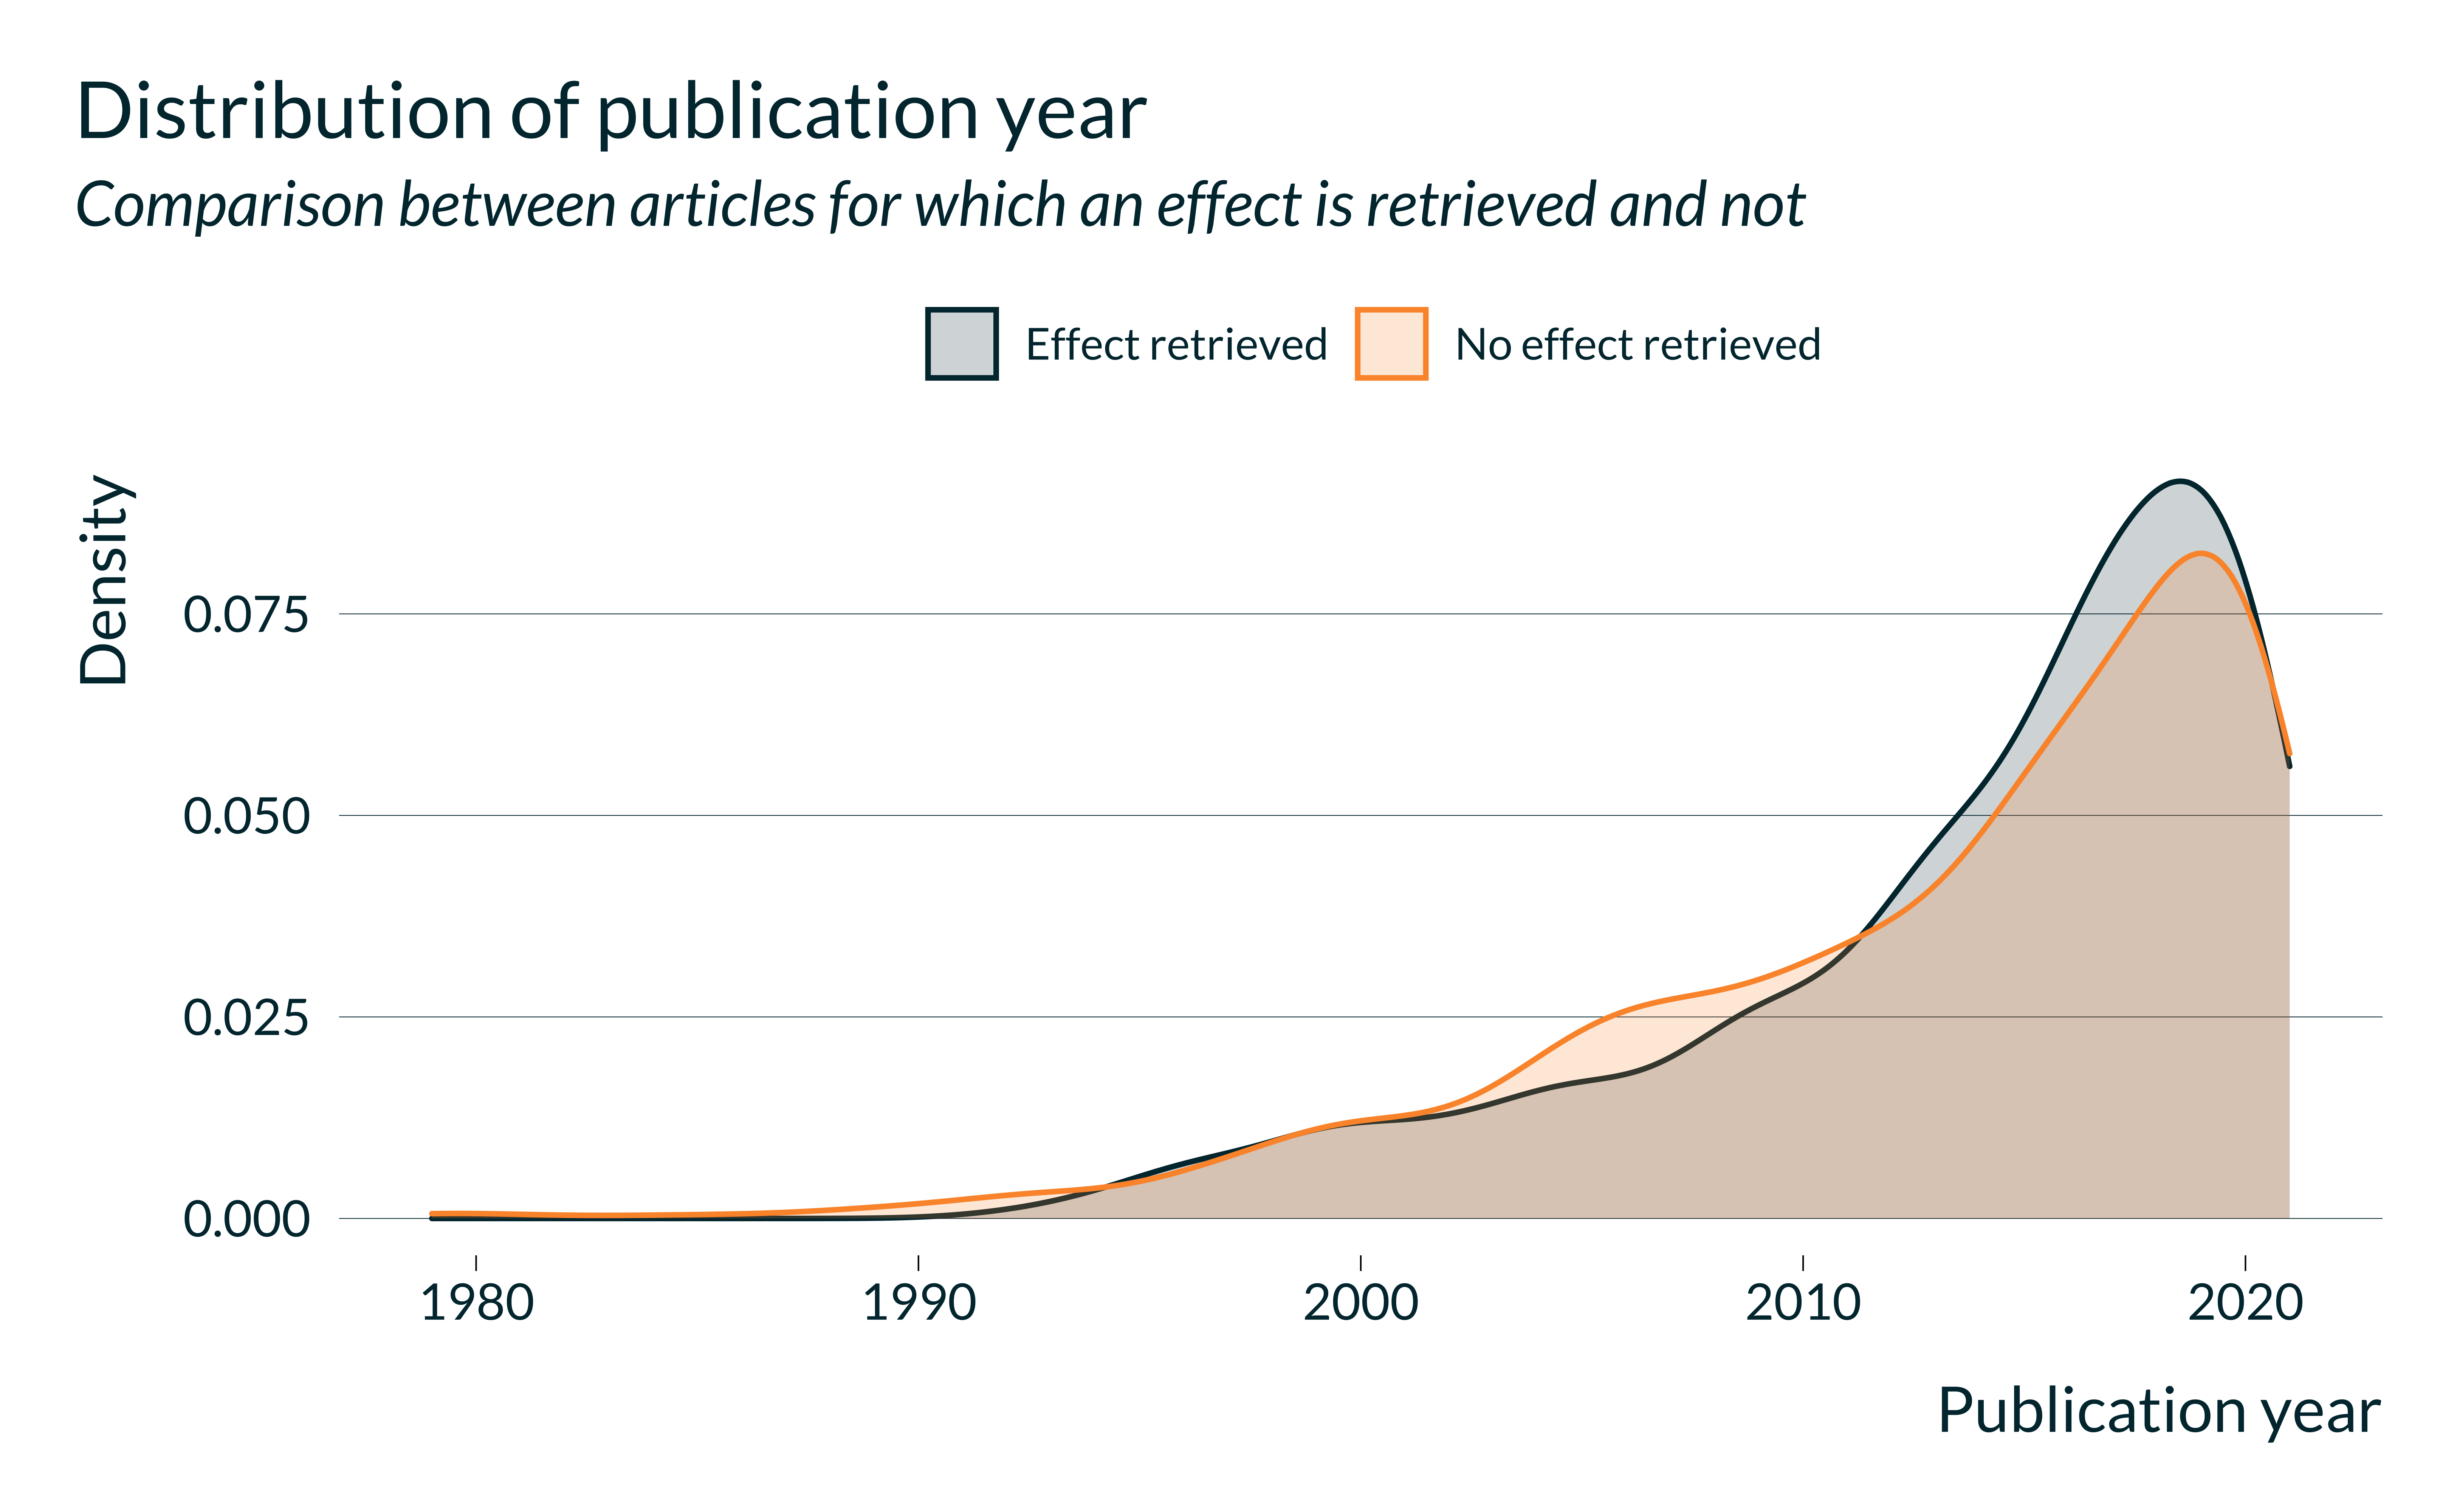 Distribution of publication year
Comparison between articles for which an effect is retrieved and not
Effect retrieved
No effect retrieved
Density
0.075
0.050
0.025
0.000
1980
1990
2000
2010
2020
Publication year